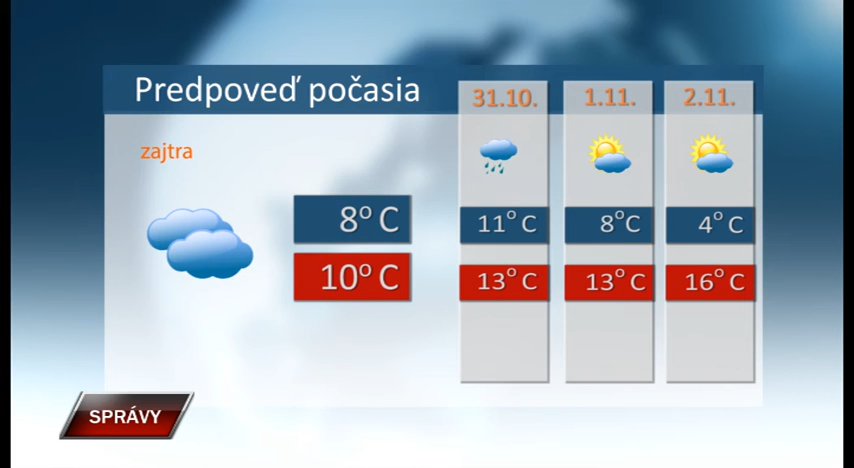 Predpoveď počasia
zajtra
8° C
10° C
31.10.
11° C
13° C
1.11.
8°C
13° C
2.11.
4° C
16° C
SPRÁVY